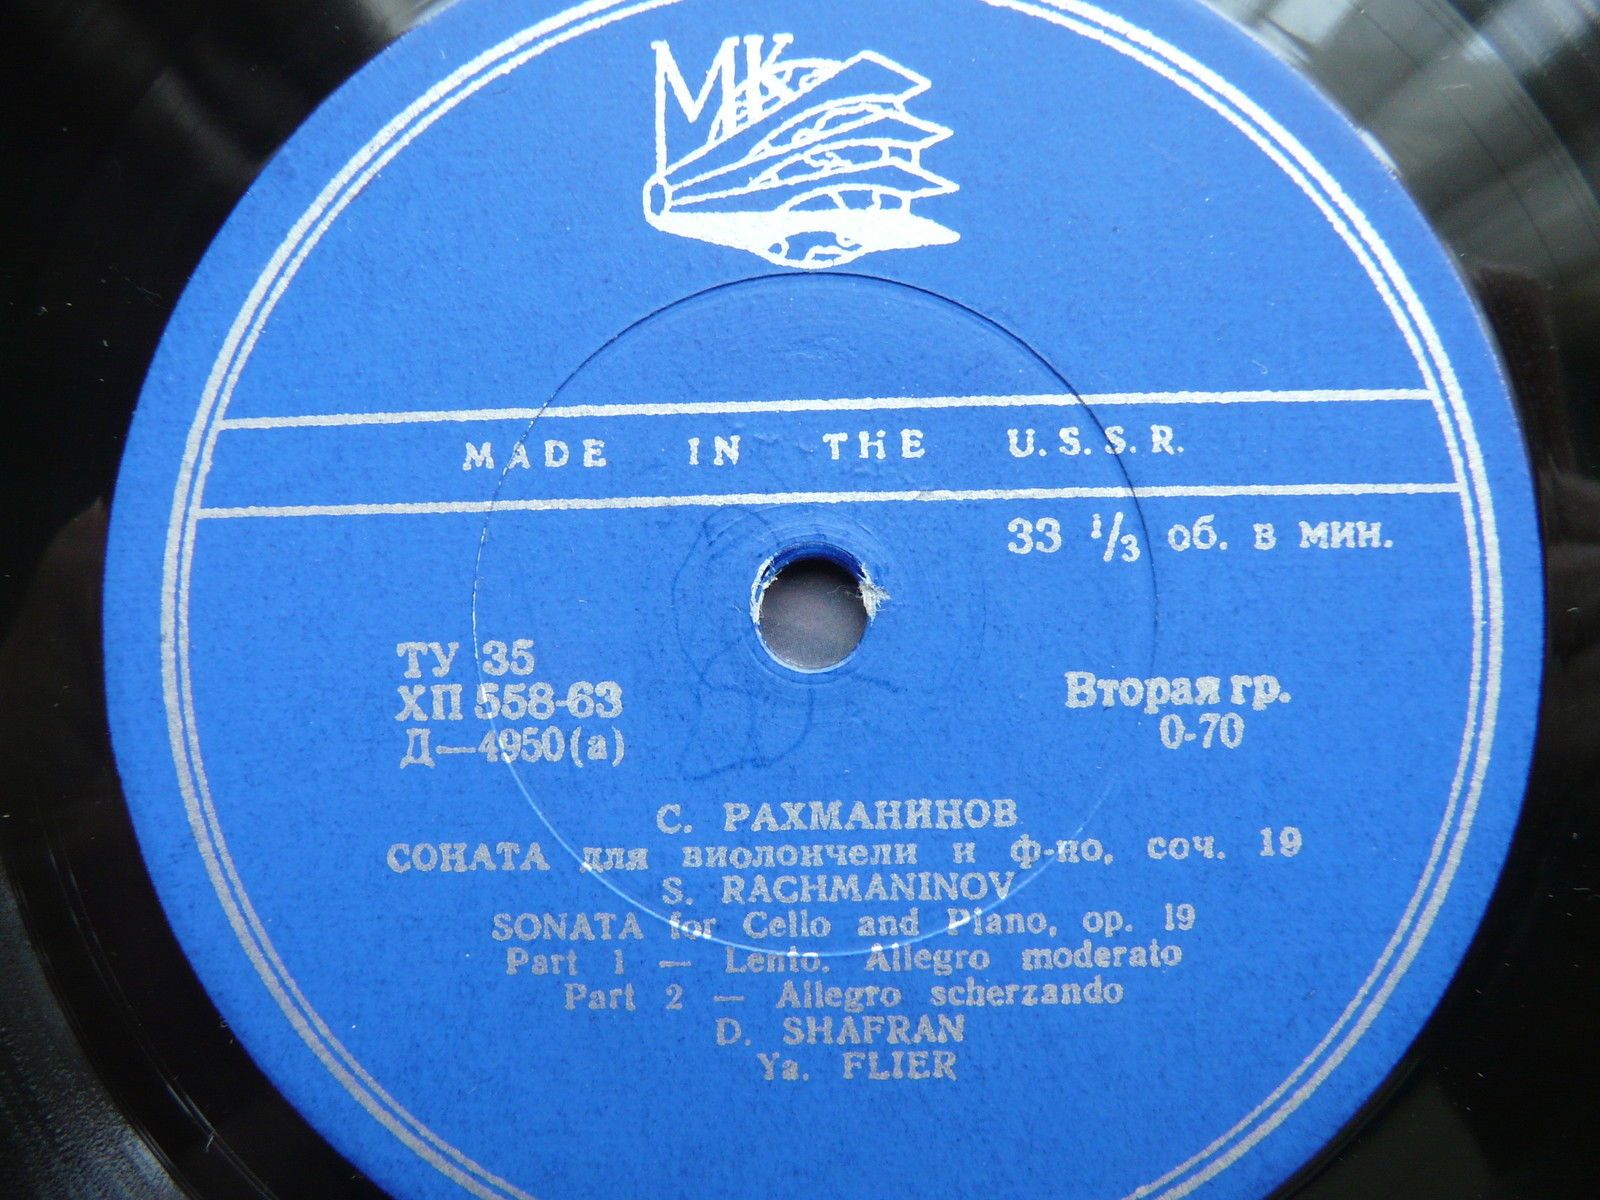 МК
MADE IN THE U.S.S.R.
33 1/3 об. в мин.
ТУ 35
ХП 558-63
Д—4950(а)
Вторая гр.
0-70
С. РАХМАНИНОВ
СОНАТА для виолончели и ф-но, соч. 19
S. RACHMANINOV
SONATA for Cello and Piano, op. 19
Part 1 — Lento. Allegro moderato
Part 2 — Allegro scherzando
D. SHAFRAN
Ya. FLIER